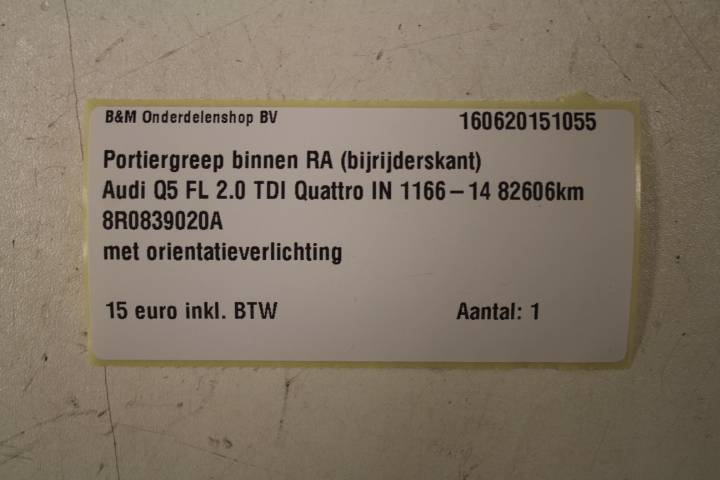 B&M Onderdelenshop BV 160620151055
Portiergreep binnen RA (bijrijderskant)
Audi Q5 FL 2.0 TDI Quattro IN 1166-14 82606km
8R0839020A
met orientatieverlichting
15 euro inkl. BTW Aantal: 1